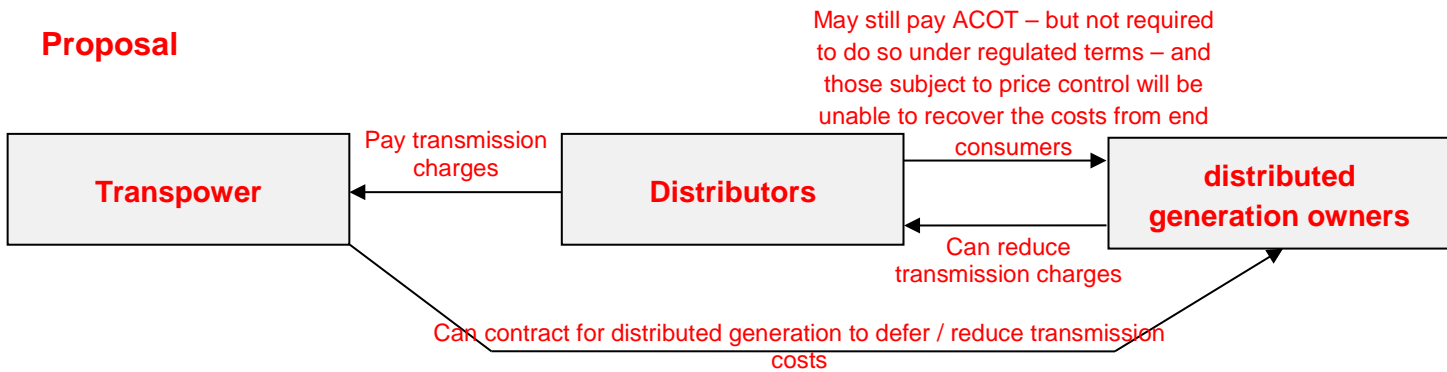 Proposal
May still pay ACOT – but not required
to do so under regulated terms – and
those subject to price control will be
unable to recover the costs from end
consumers
Transpower
Pay transmission
charges
Distributors
distributed
generation owners
Can reduce
transmission charges
Can contract for distributed generation to defer / reduce transmission
costs